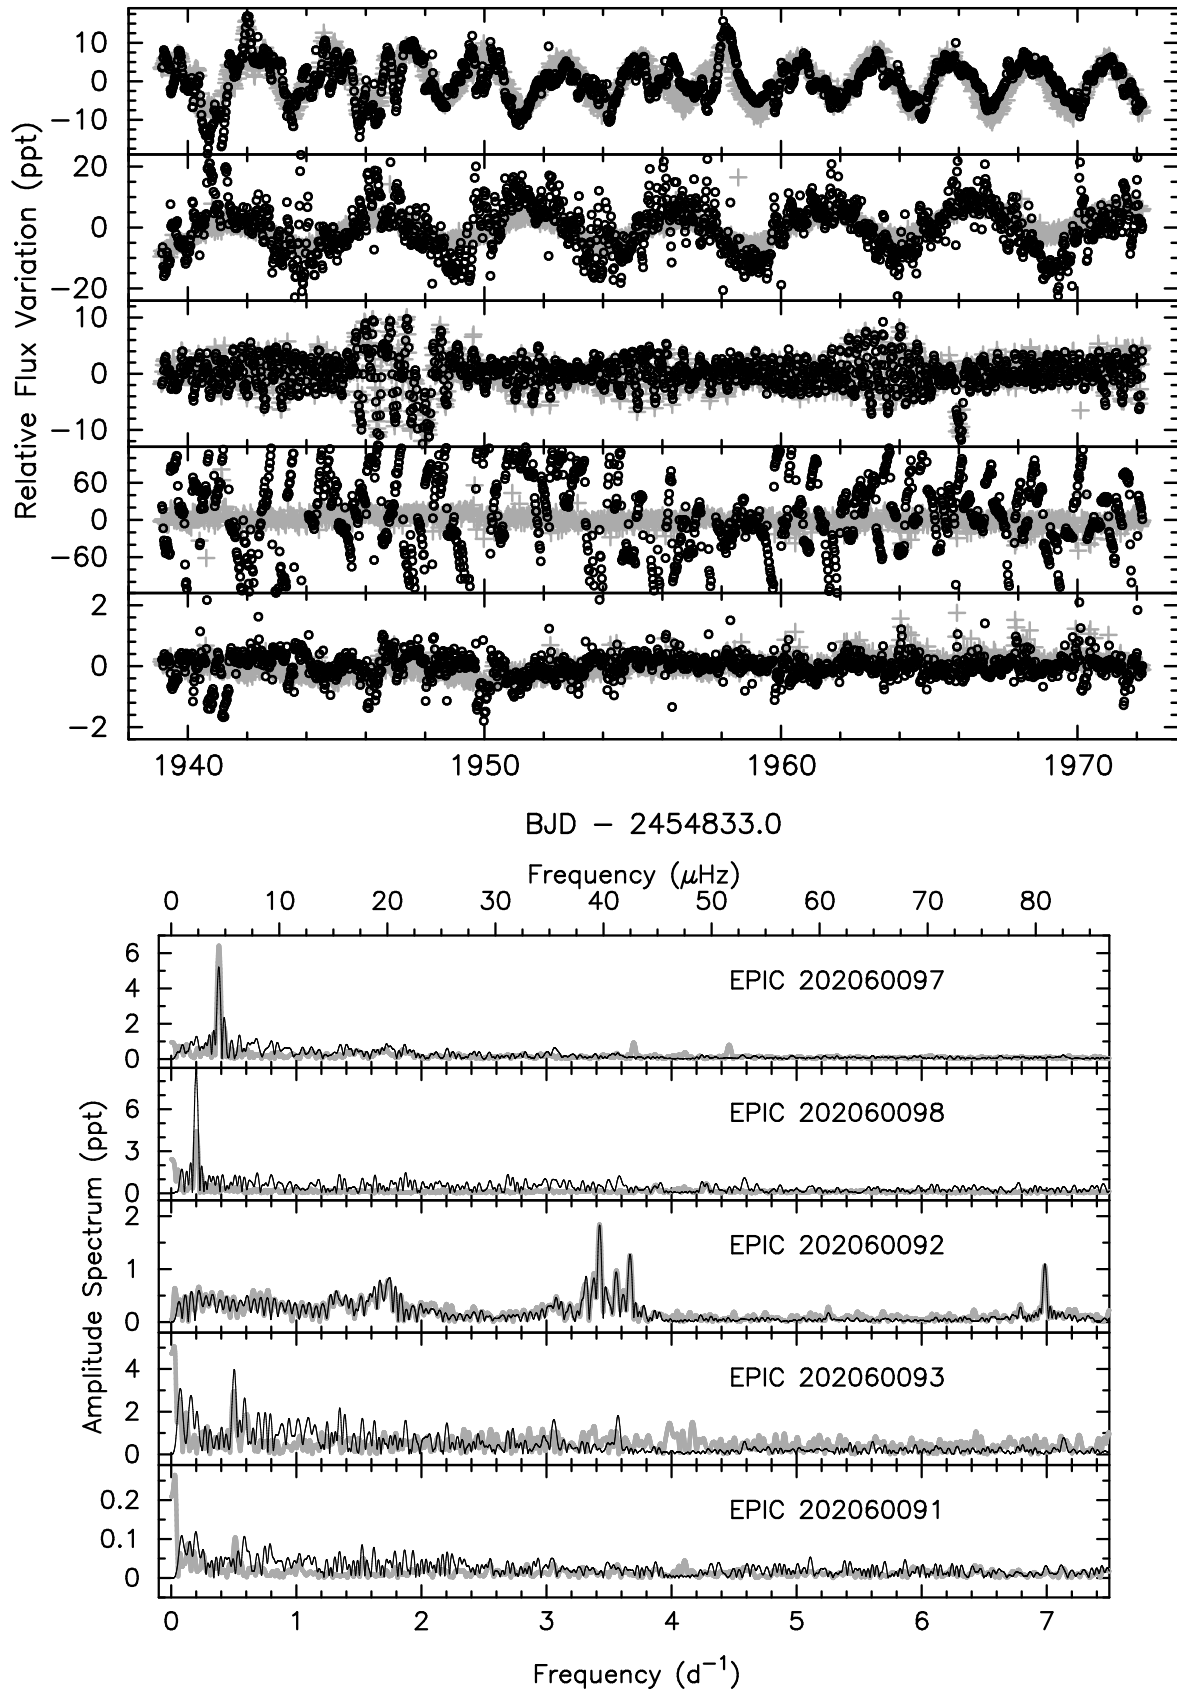 Relative Flux Variation (ppt)
10
0
−10
20
0
−20
10
0
−10
60
0
−60
2
0
−2
1940 1950 1960 1970
BJD − 2454833.0
Frequency (μHz)
0 10 20 30 40 50 60 70 80
Amplitude Spectrum (ppt)
6
4
2
0
EPIC 202060097
6
3
0
EPIC 202060098
2
1
0
EPIC 202060092
4
2
0
EPIC 202060093
0.2
0.1
0
EPIC 202060091
0 1 2 3 4 5 6 7
Frequency (d⁻¹)